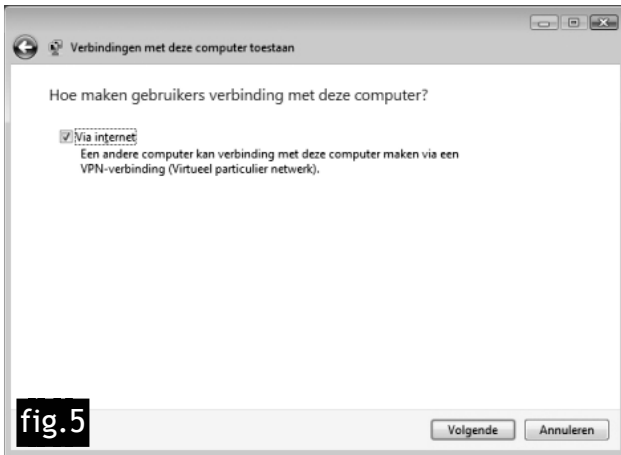 Verbindingen met deze computer toestaan
Hoe maken gebruikers verbinding met deze computer?
Via internet
Een andere computer kan verbinding met deze computer maken via een
VPN-verbinding (Virtueel particulier netwerk).
fig.5
Volgende
Annuleren